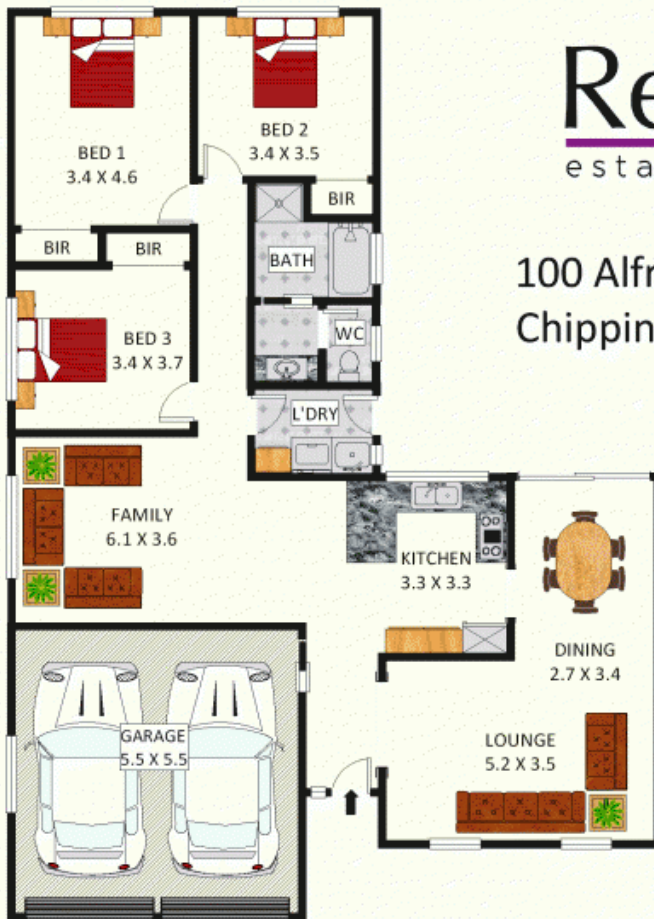 BED 1
3.4 X 4.6
BED 2
3.4 X 3.5
BIR
BIR
BIR
BATH
BED 3
3.4 X 3.7
WC
L'DRY
FAMILY
6.1 X 3.6
KITCHEN
3.3 X 3.3
DINING
2.7 X 3.4
GARAGE
5.5 X 5.5
LOUNGE
5.2 X 3.5
Re
esta
100 Alfr
Chippin